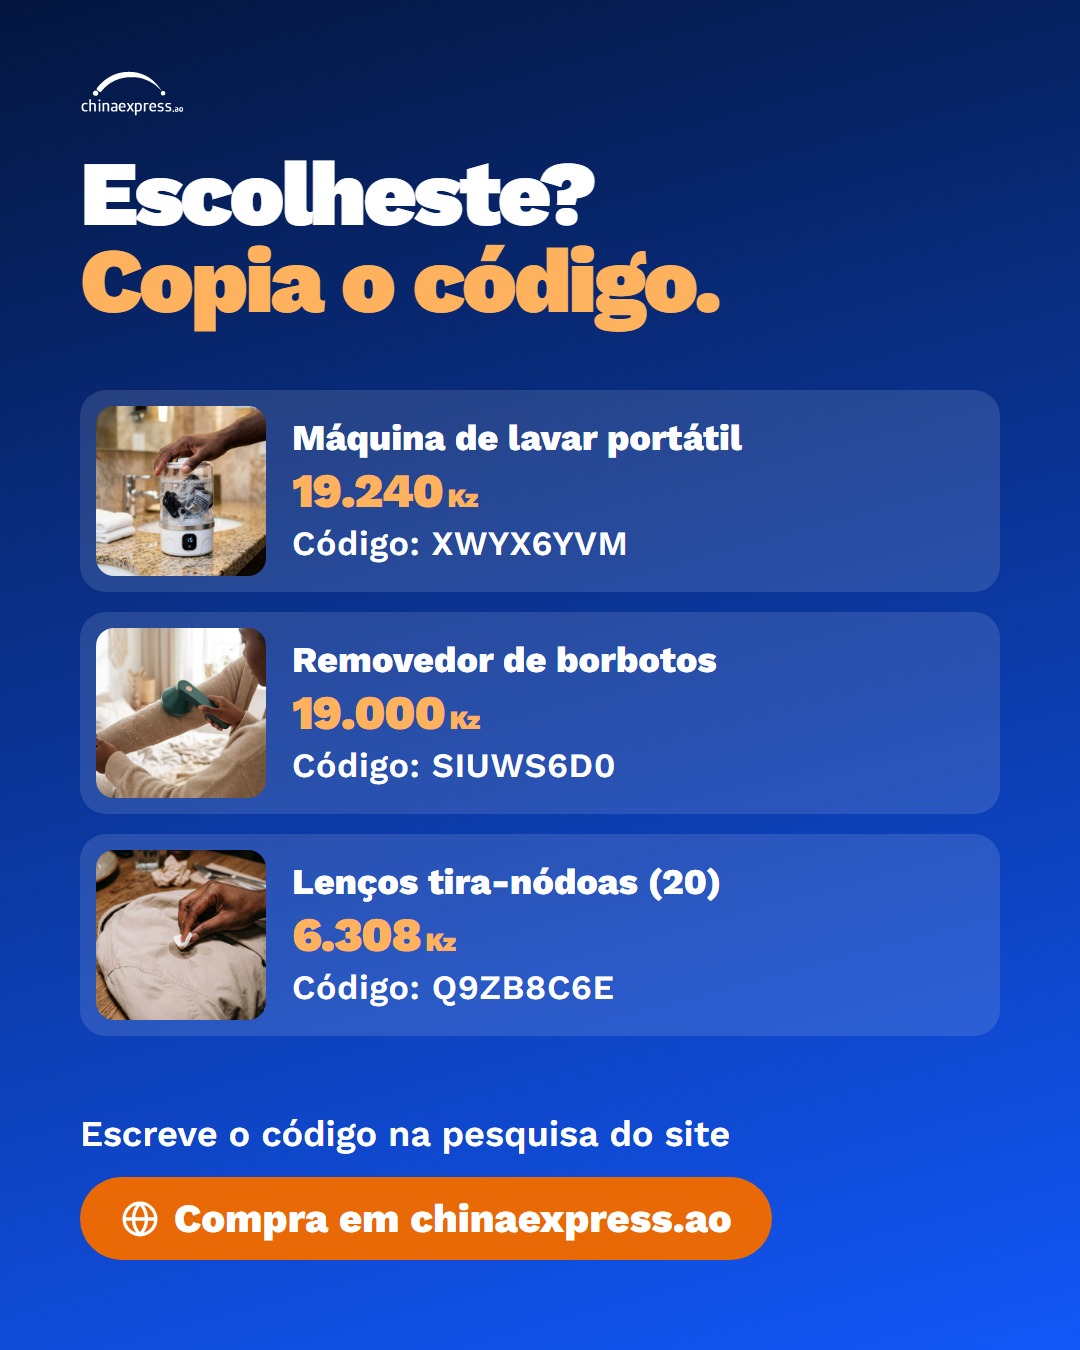 chinaexpress.ao
Escolheste?
Copia o código.
Máquina de lavar portátil
19.240 Kz
Código: XWYX6YVM
Removedor de borbotos
19.000 Kz
Código: SIUWS6D0
Lenços tira-nódoas (20)
6.308 Kz
Código: Q9ZB8C6E
Escreve o código na pesquisa do site
Compra em chinaexpress.ao